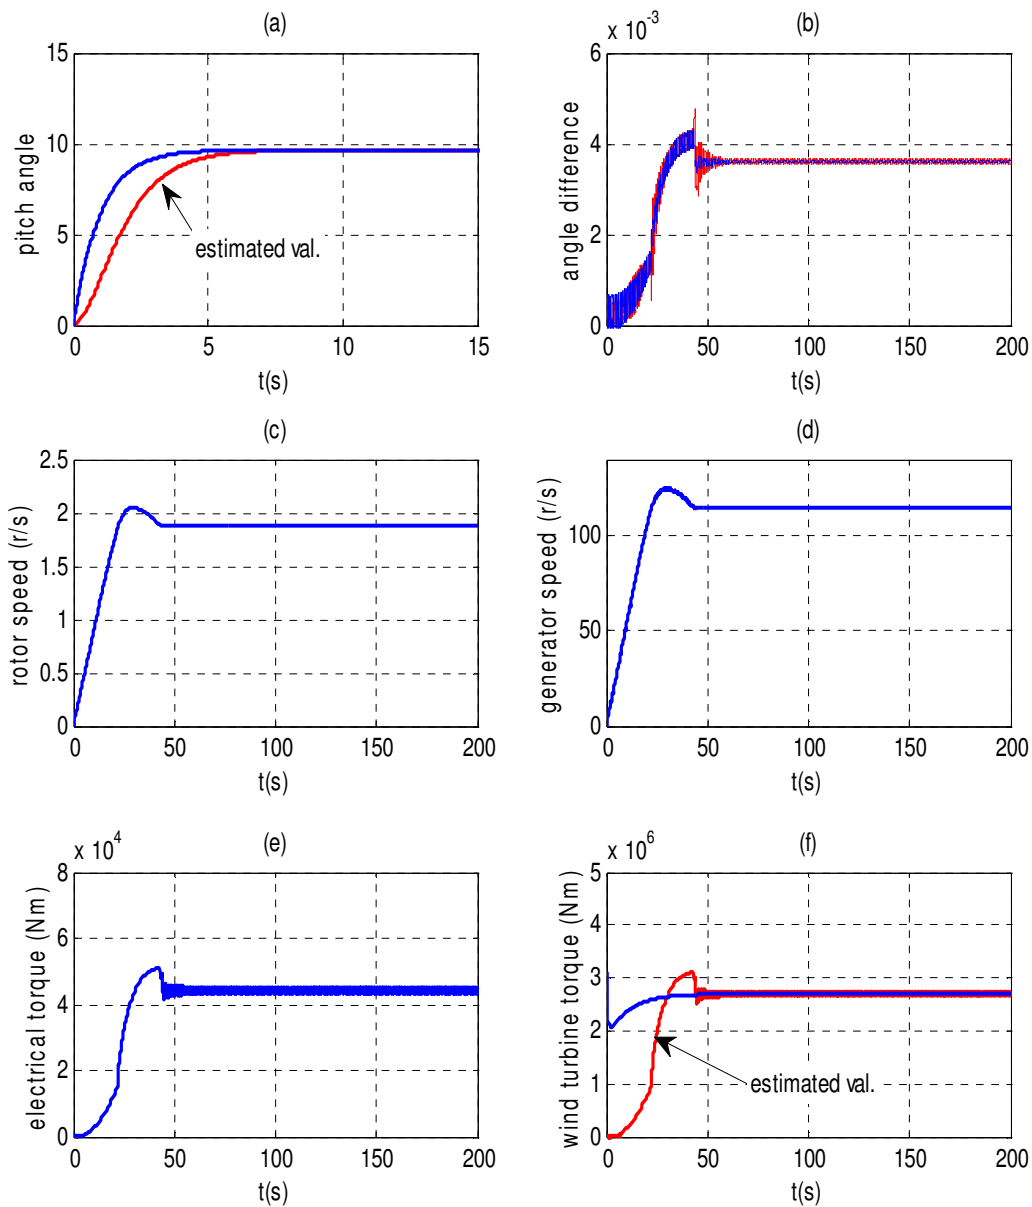 (a)
15
10
5
0
pitch angle
estimated val.
0 5 10 15
t(s)
(b)
x 10^-3
6
4
2
0
angle difference
0 50 100 150 200
t(s)
(c)
2.5
2
1.5
1
0.5
0
rotor speed (r/s)
0 50 100 150 200
t(s)
(d)
100
50
0
generator speed (r/s)
0 50 100 150 200
t(s)
(e)
x 10^4
8
6
4
2
0
electrical torque (Nm)
0 50 100 150 200
t(s)
(f)
x 10^6
5
4
3
2
1
0
wind turbine torque (Nm)
estimated val.
0 50 100 150 200
t(s)